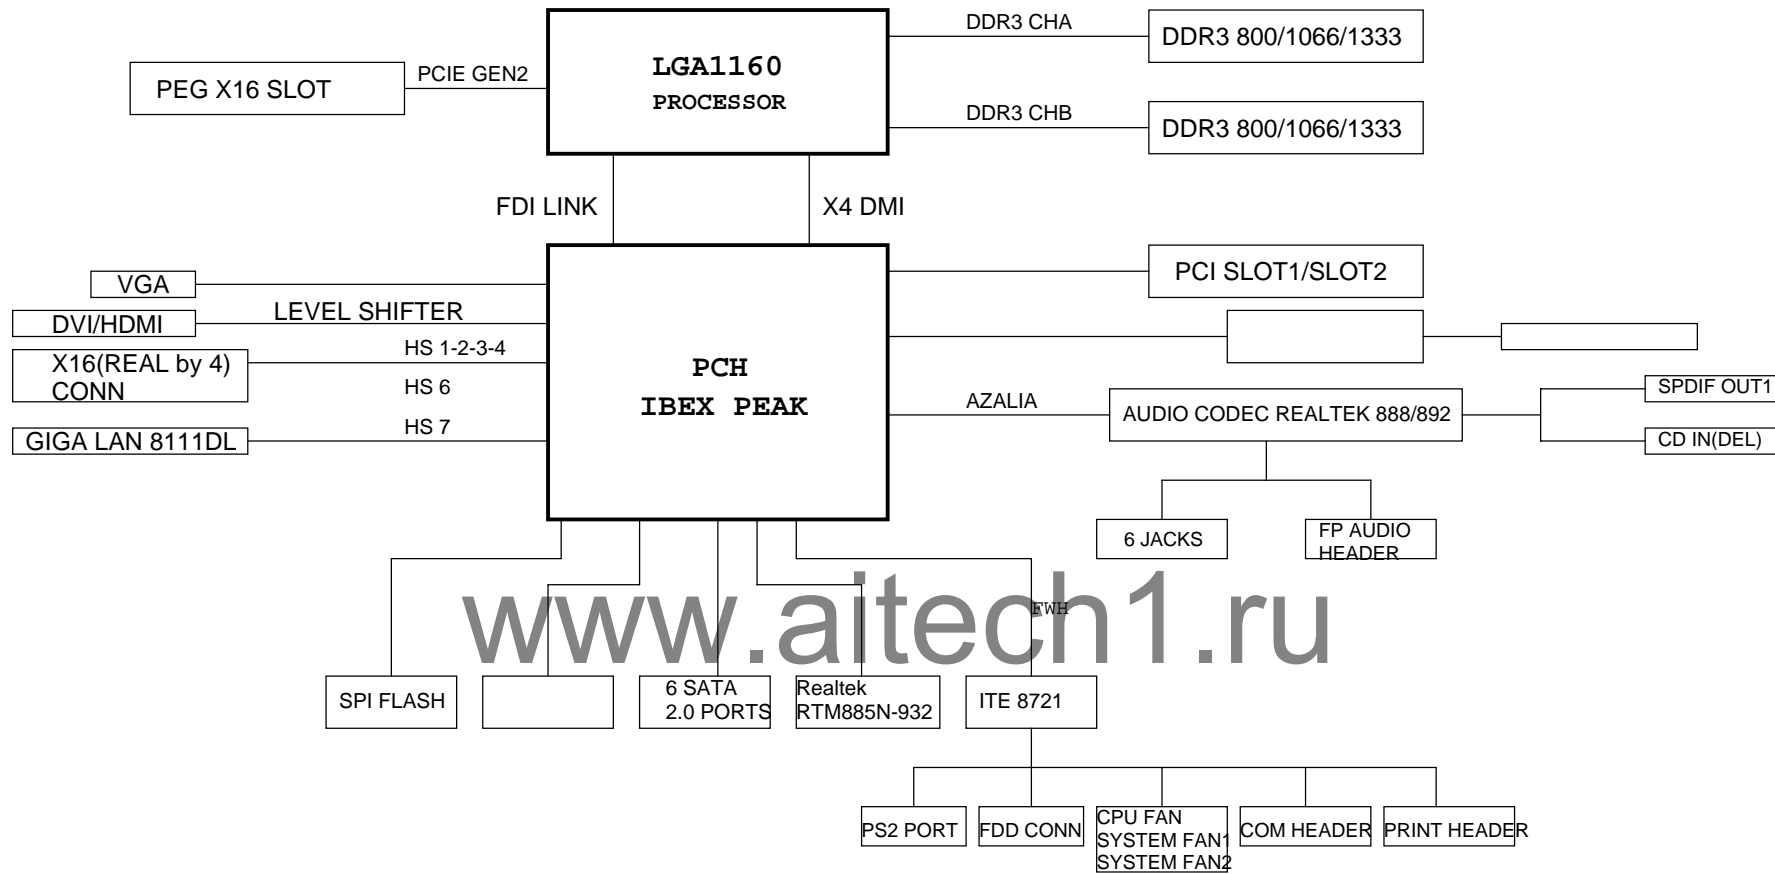 DDR3 CHA
DDR3 800/1066/1333
LGA1160
PROCESSOR
PCIE GEN2
PEG X16 SLOT
DDR3 CHB
DDR3 800/1066/1333
FDI LINK
X4 DMI
VGA
PCI SLOT1/SLOT2
DVI/HDMI
LEVEL SHIFTER
HS 1-2-3-4
X16(REAL by 4)
CONN
HS 6
PCH
IBEX PEAK
AZALIA
AUDIO CODEC REALTEK 888/892
SPDIF OUT1
CD IN(DEL)
HS 7
GIGA LAN 8111DL
6 JACKS
FP AUDIO
HEADER
FWH
www.aitech1.ru
SPI FLASH
6 SATA
2.0 PORTS
Realtek
RTM885N-932
ITE 8721
PS2 PORT
FDD CONN
CPU FAN
SYSTEM FAN1
SYSTEM FAN2
COM HEADER
PRINT HEADER